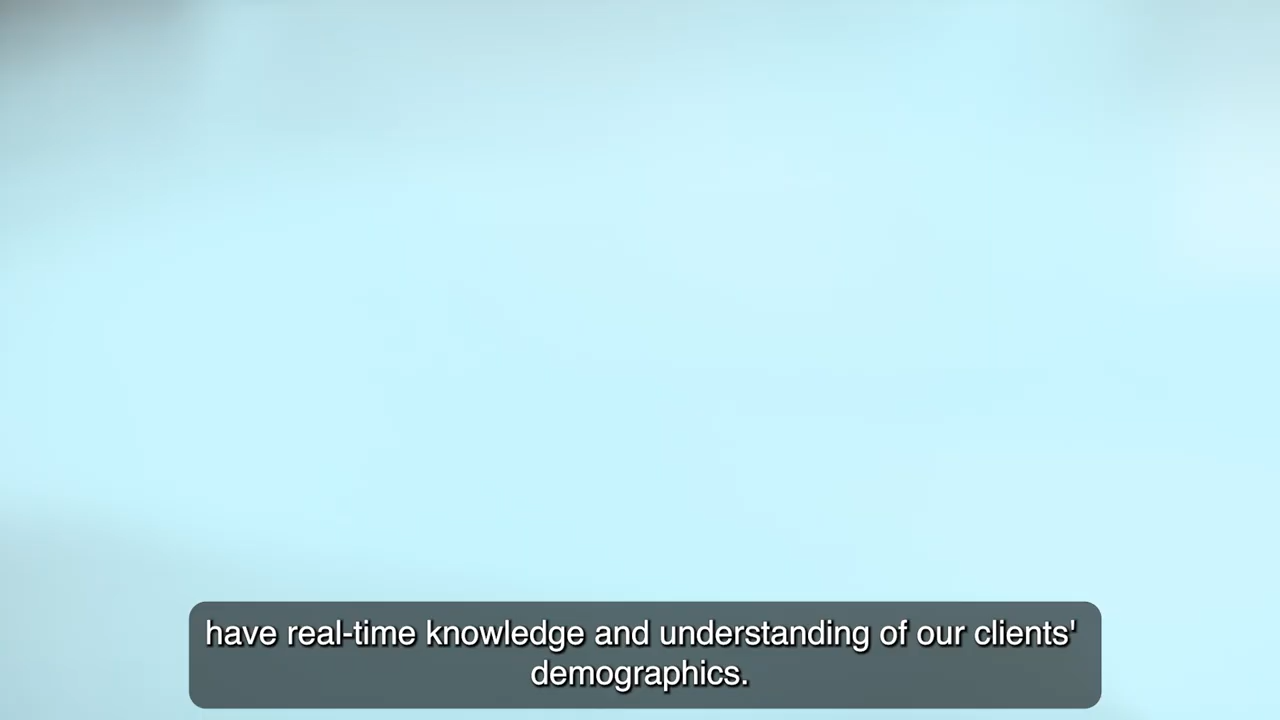 have real-time knowledge and understanding of our clients'
demographics.